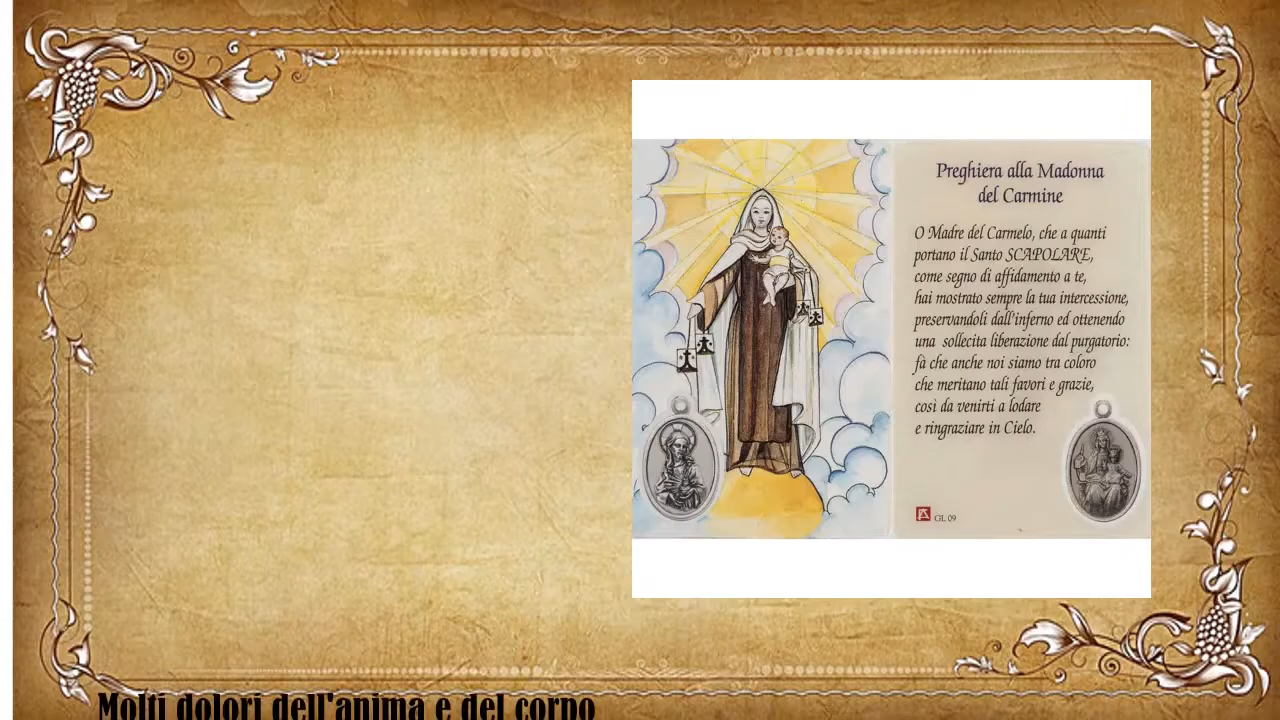 Preghiera alla Madonna
del Carmine
O Madre del Carmelo, che a quanti
portano il Santo SCAPOLARE,
come segno di affidamento a te,
hai mostrato sempre la tua intercessione,
preservandoli dall'inferno ed ottenendo
una sollecita liberazione dal purgatorio:
fà che anche noi siamo tra coloro
che meritano tali favori e grazie,
così da venirti a lodare
e ringraziare in Cielo.
GL 09
Molti dolori dell'anima e del corpo